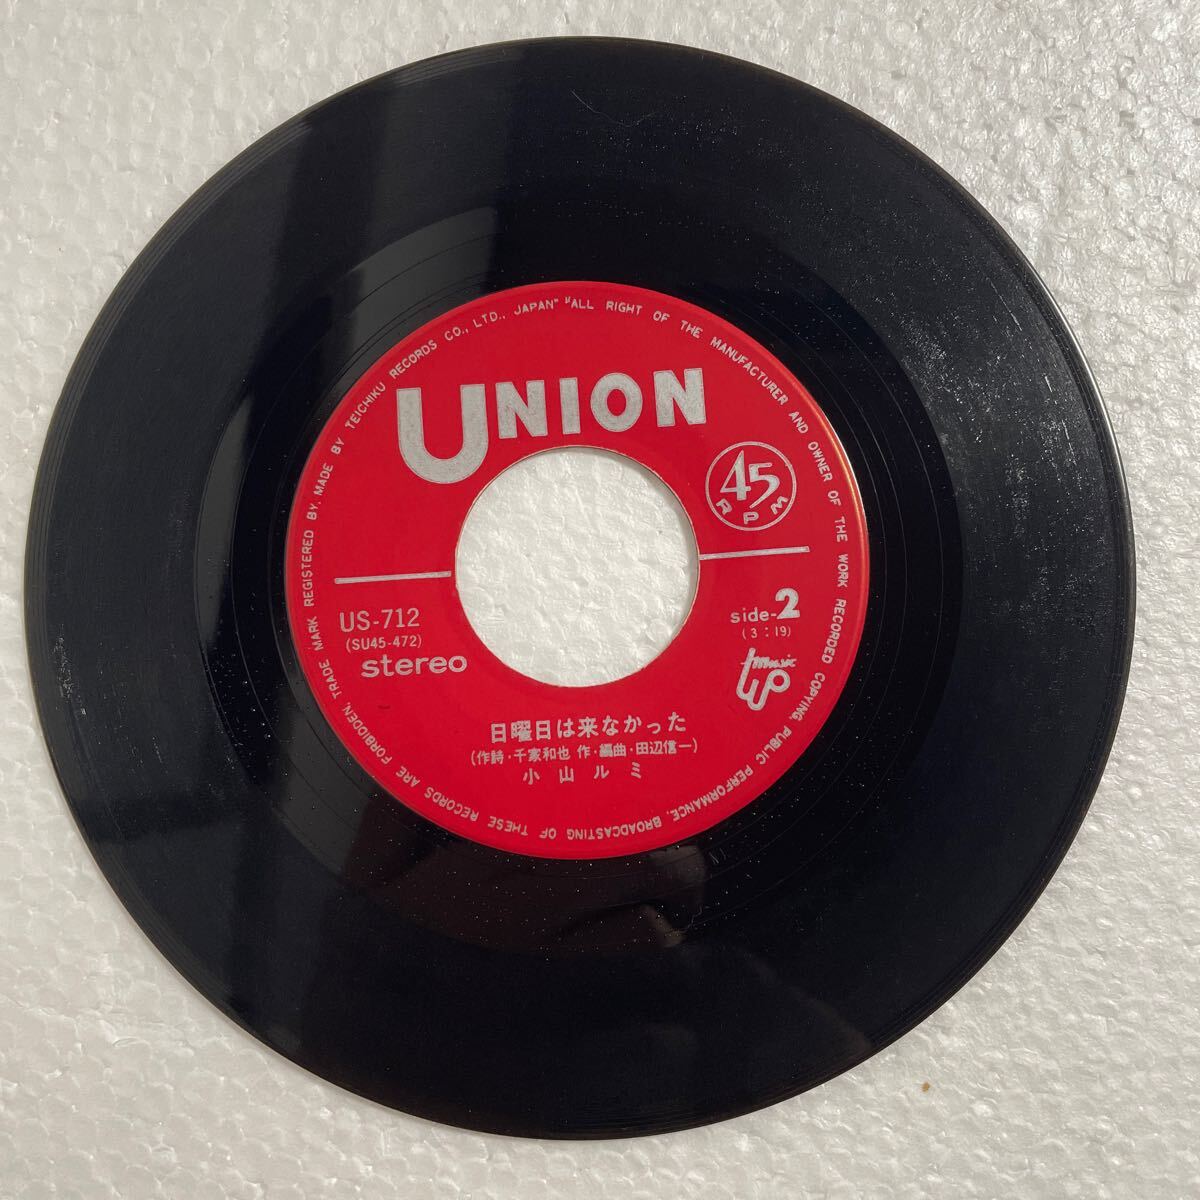 TRADE MARK REGISTERED BY, MADE BY TEICHIKU RECORDS CO., LTD., JAPAN" "ALL RIGHT OF THE MANUFACTURER AND OWNER OF THE WORK RECORDED COPYING, PUBLIC PERFORMANCE, BROADCASTING OF THESE RECORDS ARE FORBIDDEN,
UNION
45
RPM
US-712
(SU45-472)
stereo
side-2
(3:19)
music
日曜日は来なかった
(作詩・千家和也 作・編曲・田辺信一)
小山ルミ